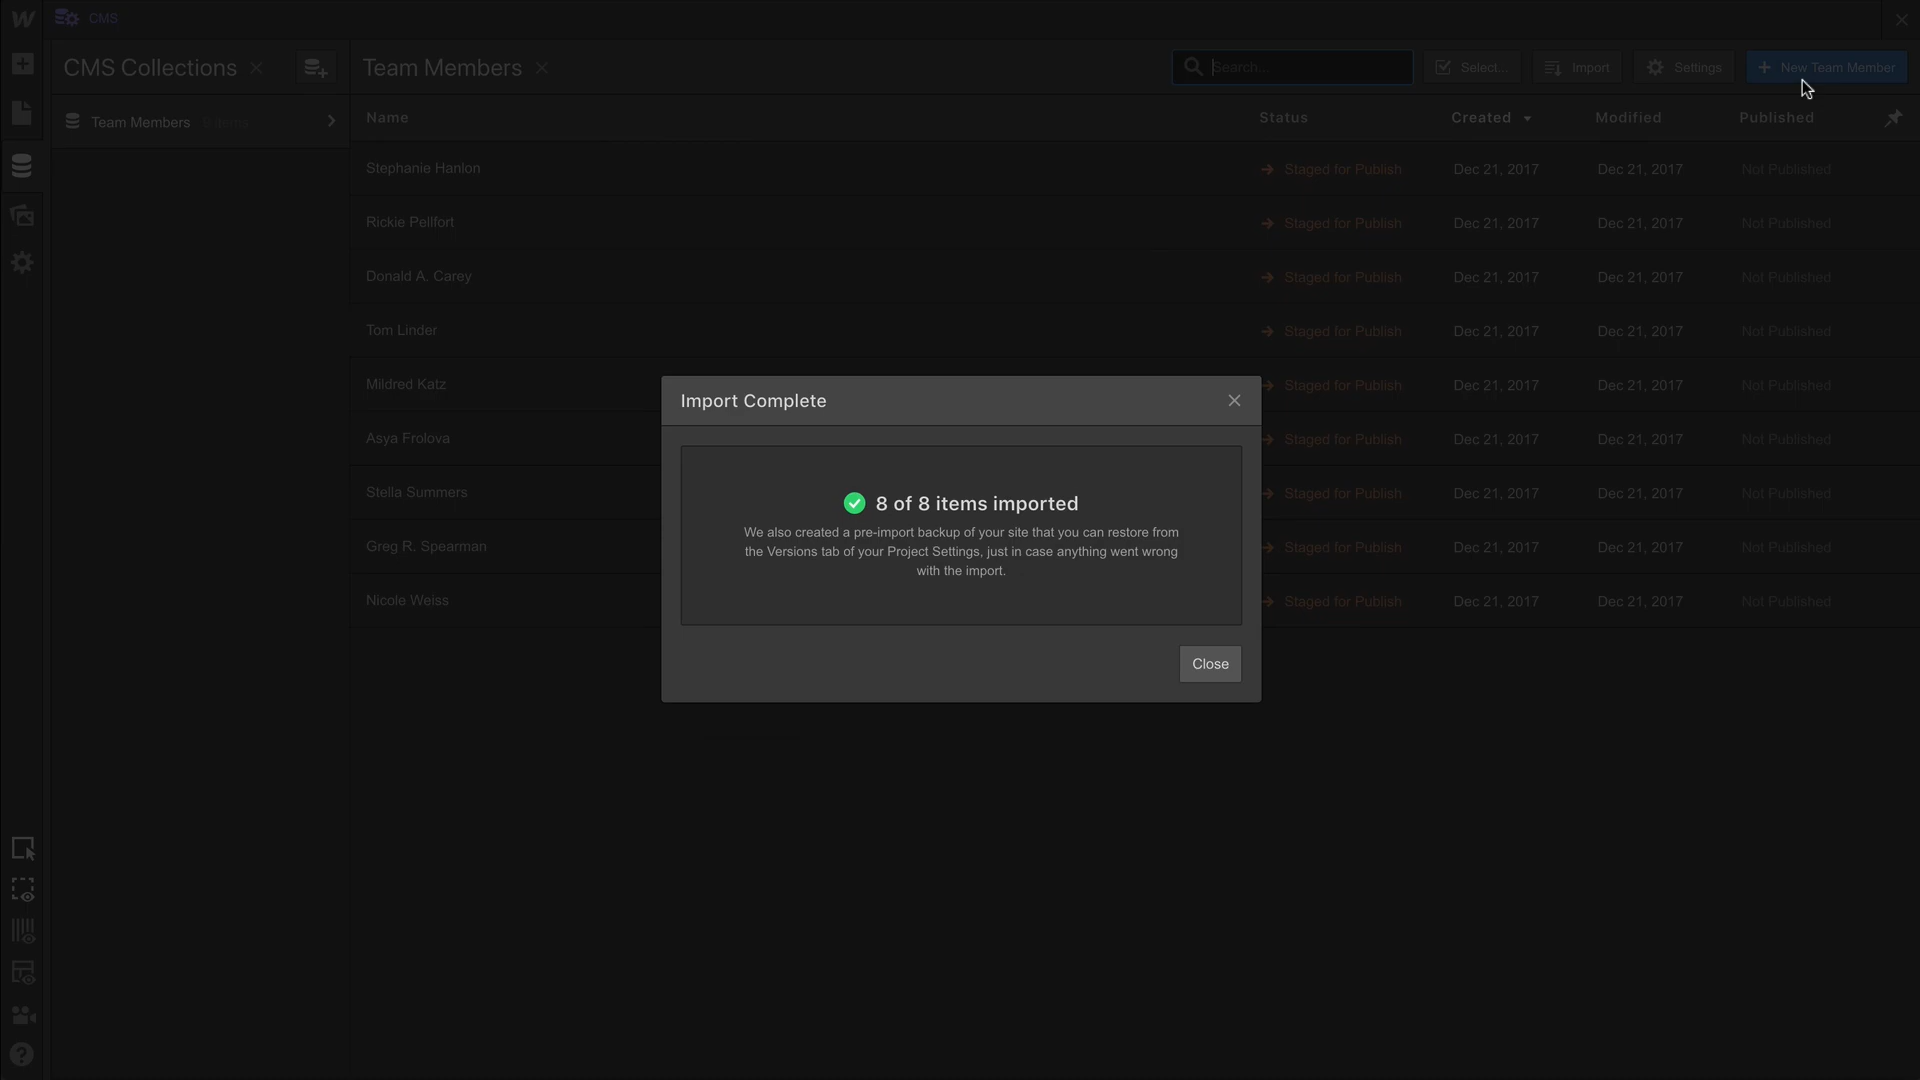 CMS
CMS Collections
Team Members
Search...
Select...
Import
Settings
New Team Member
Team Members
items
Name
Status
Created
Modified
Published
Stephanie Hanlon
Staged for Publish
Dec 21, 2017
Dec 21, 2017
Not Published
Rickie Pellfort
Staged for Publish
Dec 21, 2017
Dec 21, 2017
Not Published
Donald A. Carey
Staged for Publish
Dec 21, 2017
Dec 21, 2017
Not Published
Tom Linder
Staged for Publish
Dec 21, 2017
Dec 21, 2017
Not Published
Mildred Katz
Staged for Publish
Dec 21, 2017
Dec 21, 2017
Not Published
Asya Frolova
Staged for Publish
Dec 21, 2017
Dec 21, 2017
Not Published
Stella Summers
Staged for Publish
Dec 21, 2017
Dec 21, 2017
Not Published
Greg R. Spearman
Staged for Publish
Dec 21, 2017
Dec 21, 2017
Not Published
Nicole Weiss
Staged for Publish
Dec 21, 2017
Dec 21, 2017
Not Published
Import Complete
8 of 8 items imported
We also created a pre-import backup of your site that you can restore from
the Versions tab of your Project Settings, just in case anything went wrong
with the import.
Close